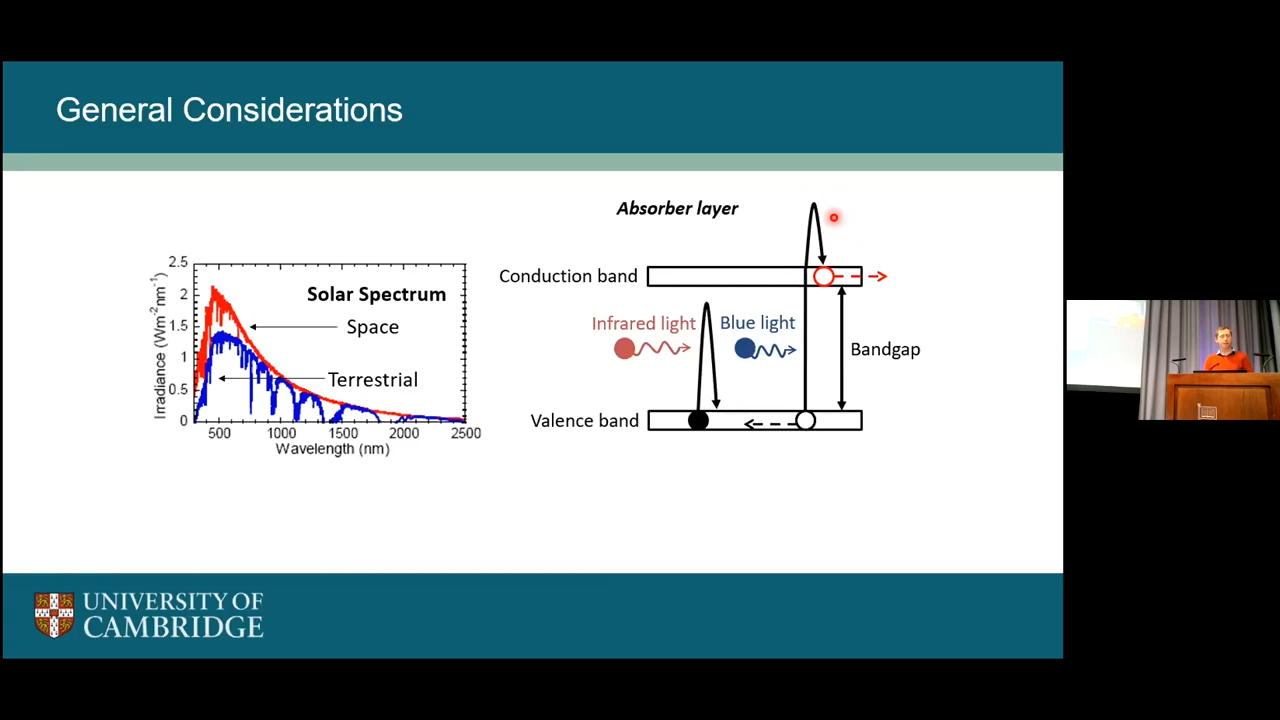 General Considerations
2.5
2
1.5
1
0.5
0
Irradiance (Wm⁻²nm⁻¹)
Solar Spectrum
Space
Terrestrial
500 1000 1500 2000 2500
Wavelength (nm)
Absorber layer
Conduction band
Infrared light
Blue light
Bandgap
Valence band
UNIVERSITY OF
CAMBRIDGE